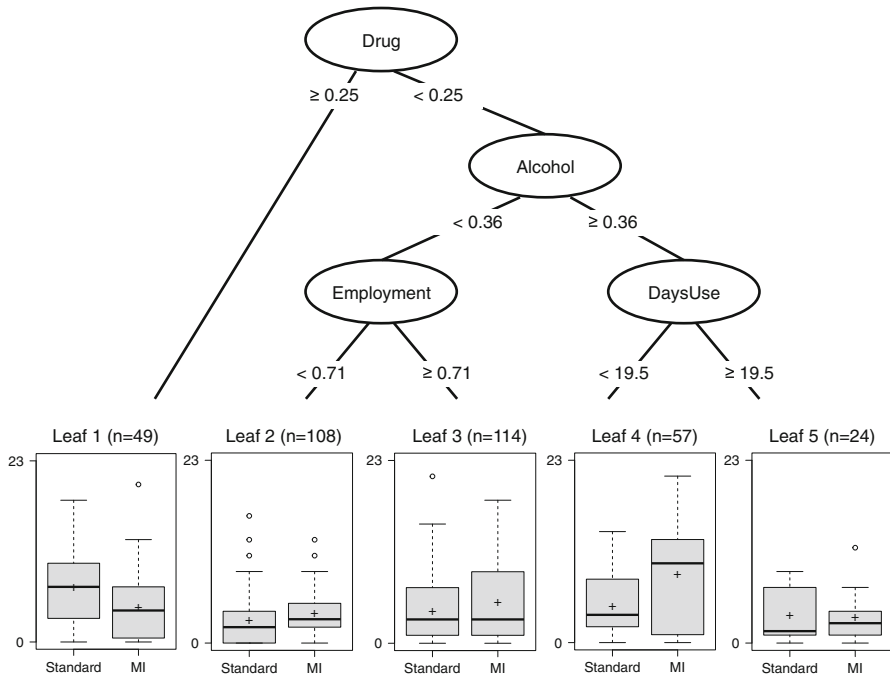 Drug
≥ 0.25
< 0.25
Alcohol
< 0.36
≥ 0.36
Employment
DaysUse
< 0.71
≥ 0.71
< 19.5
≥ 19.5
Leaf 1 (n=49)
Leaf 2 (n=108)
Leaf 3 (n=114)
Leaf 4 (n=57)
Leaf 5 (n=24)
23
23
23
23
23
0
0
0
0
0
Standard MI
Standard MI
Standard MI
Standard MI
Standard MI